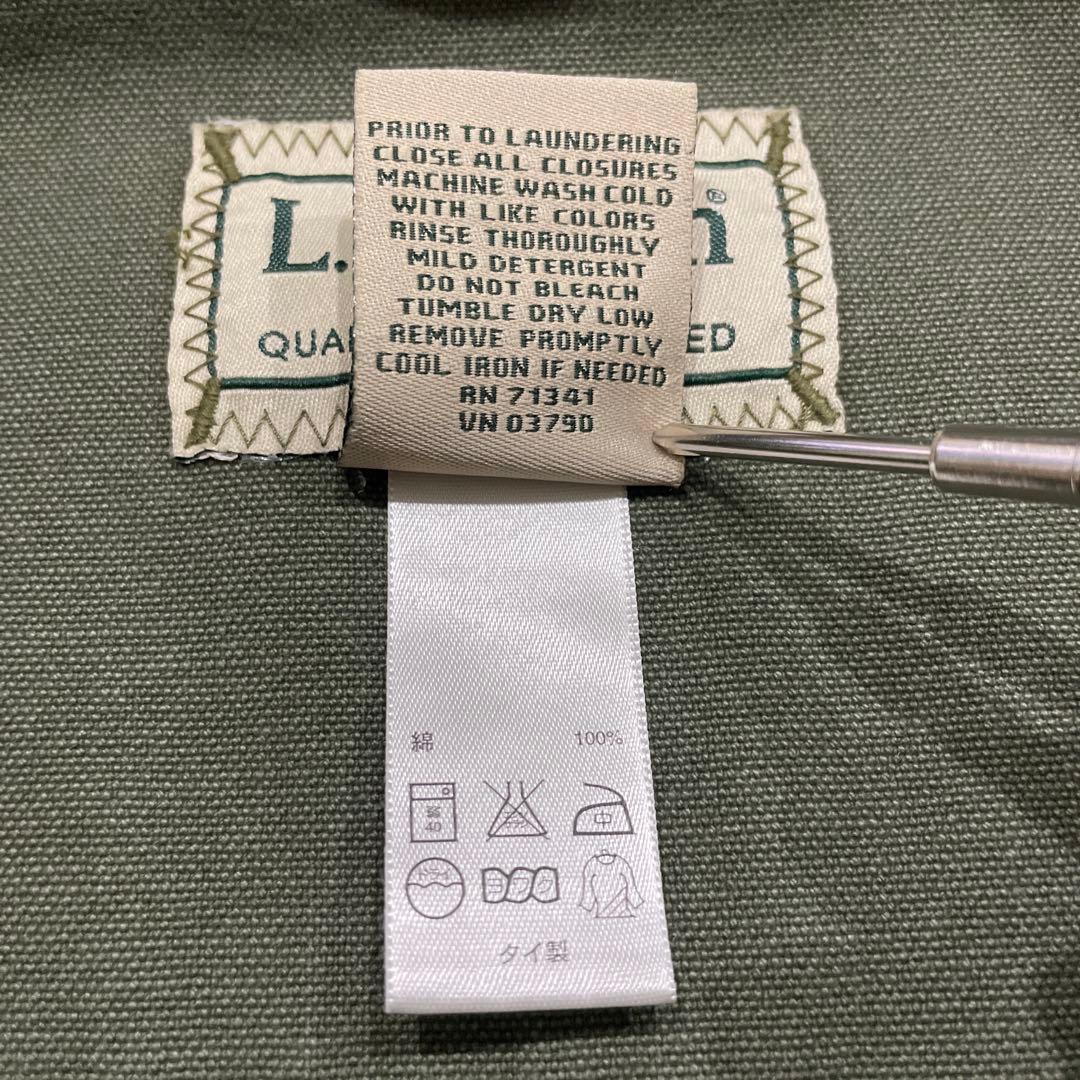 PRIOR TO LAUNDERING
CLOSE ALL CLOSURES
MACHINE WASH COLD
WITH LIKE COLORS
RINSE THOROUGHLY
MILD DETERGENT
DO NOT BLEACH
TUMBLE DRY LOW
REMOVE PROMPTLY
COOL IRON IF NEEDED
RN 71341
VN 03790
L. n®
QUA ED
綿 100%
中
タイ製